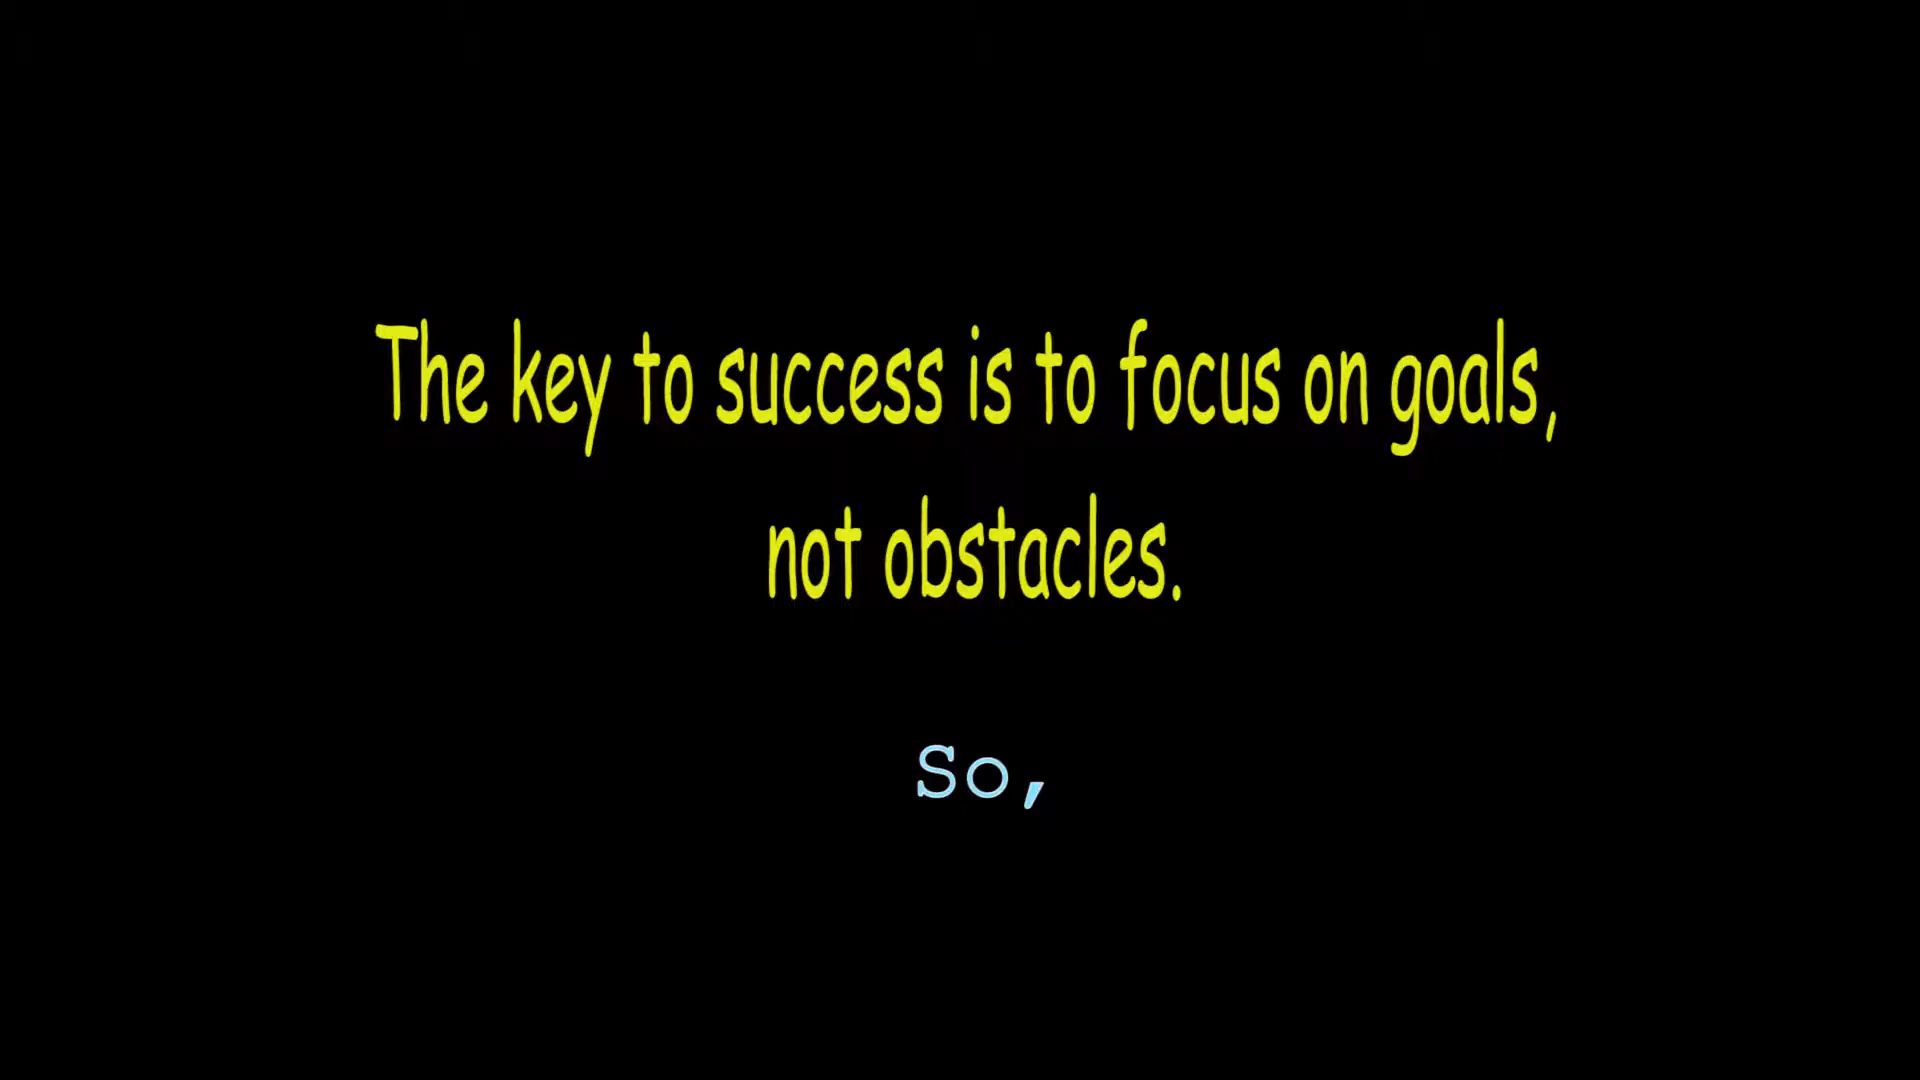 The key to success is to focus on goals,
not obstacles.
So,